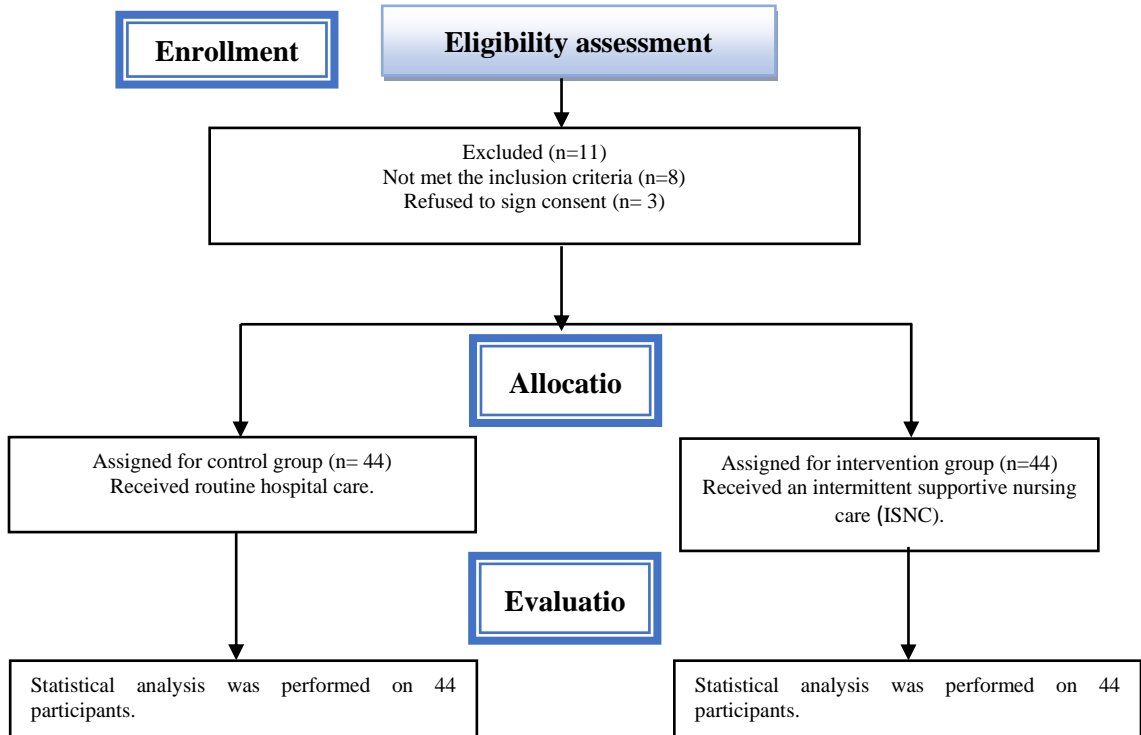 Enrollment
Eligibility assessment
Excluded (n=11)
Not met the inclusion criteria (n=8)
Refused to sign consent (n= 3)
Allocatio
Assigned for control group (n= 44)
Received routine hospital care.
Assigned for intervention group (n=44)
Received an intermittent supportive nursing
care (ISNC).
Evaluatio
Statistical analysis was performed on 44
participants.
Statistical analysis was performed on 44
participants.